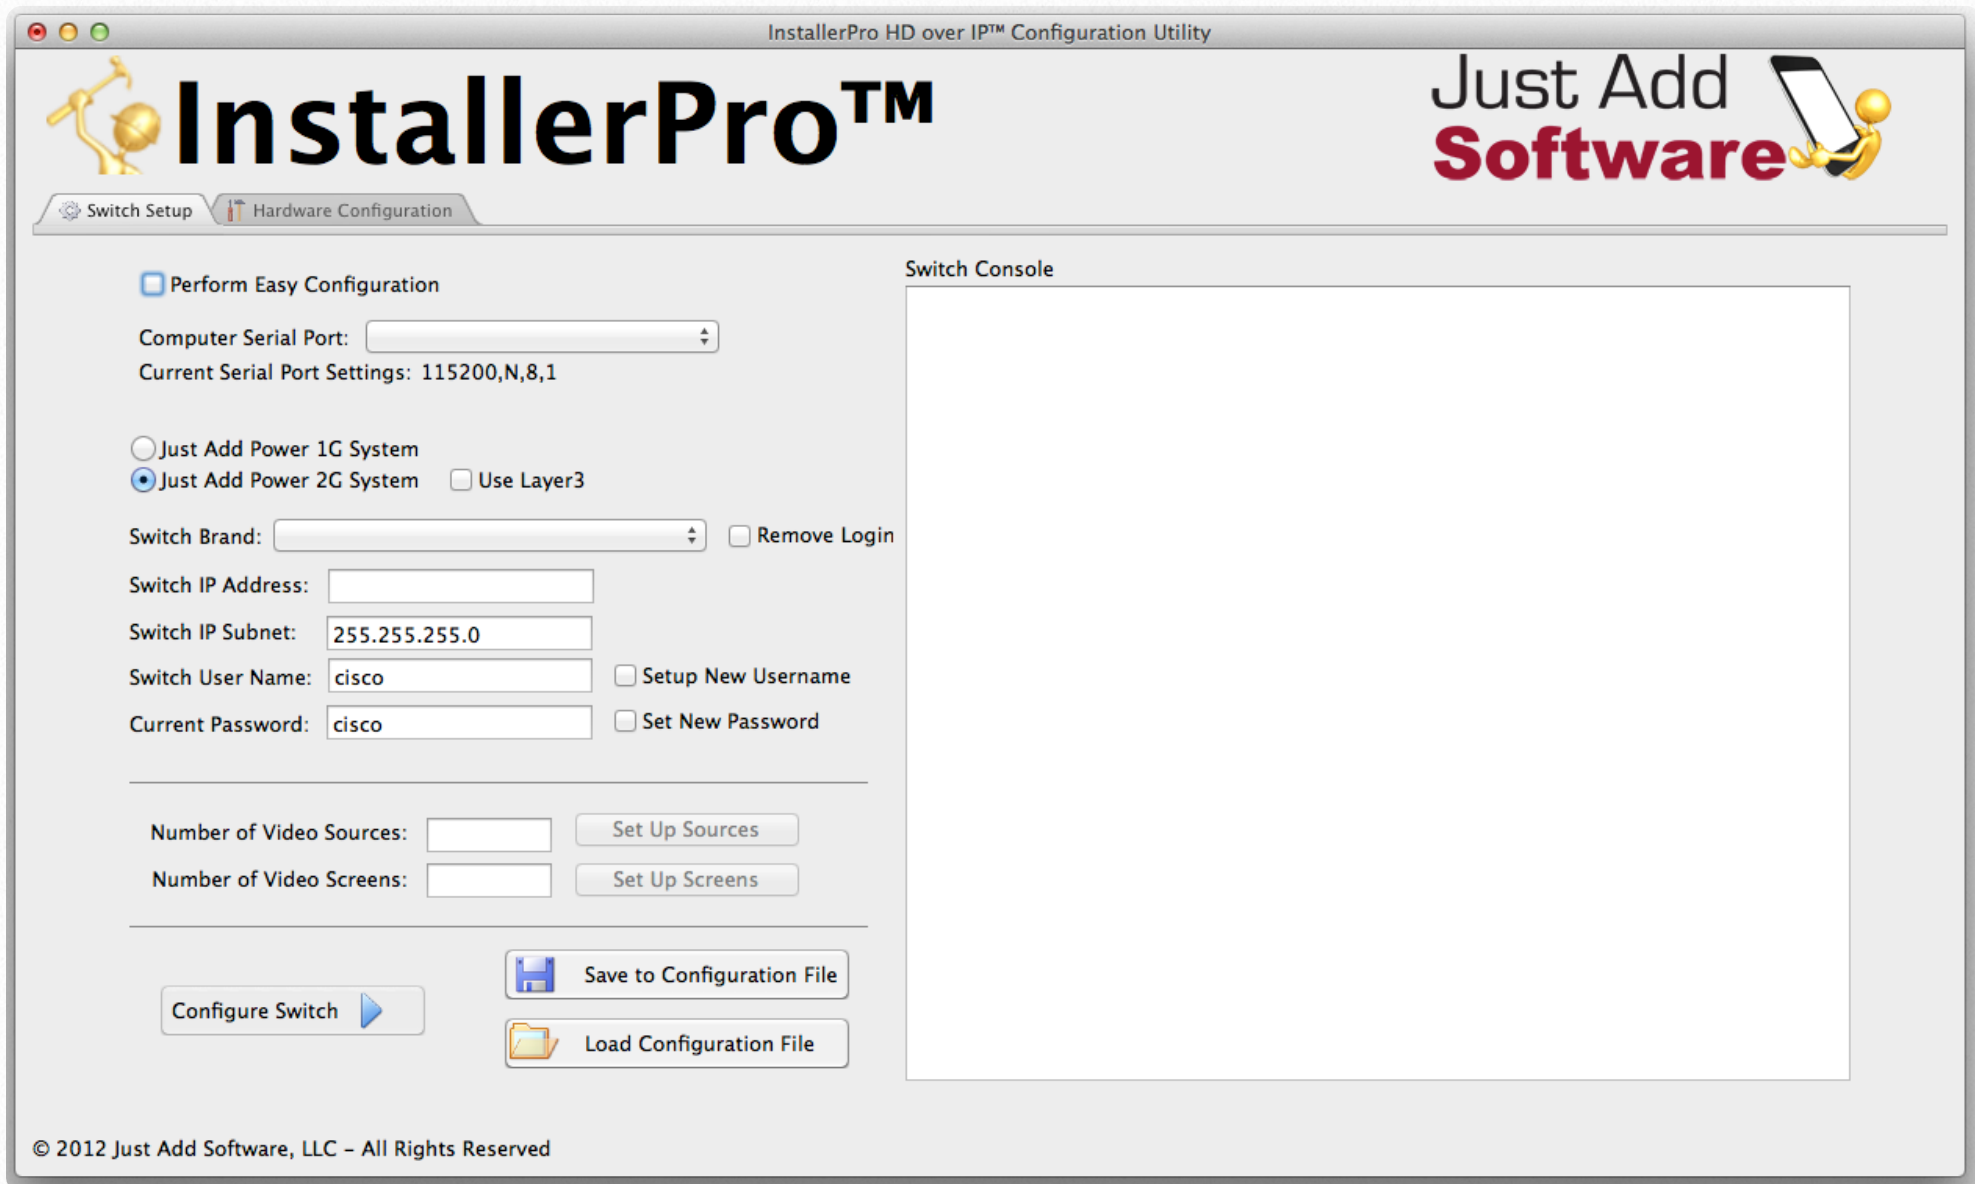 InstallerPro HD over IP™ Configuration Utility
InstallerPro™
Just Add
Software
Switch Setup
Hardware Configuration
Perform Easy Configuration
Computer Serial Port:
Current Serial Port Settings: 115200,N,8,1
Just Add Power 1G System
Just Add Power 2G System
Use Layer3
Switch Brand:
Remove Login
Switch IP Address:
Switch IP Subnet: 255.255.255.0
Switch User Name: cisco
Setup New Username
Current Password: cisco
Set New Password
Number of Video Sources:
Set Up Sources
Number of Video Screens:
Set Up Screens
Configure Switch
Save to Configuration File
Load Configuration File
Switch Console
© 2012 Just Add Software, LLC – All Rights Reserved